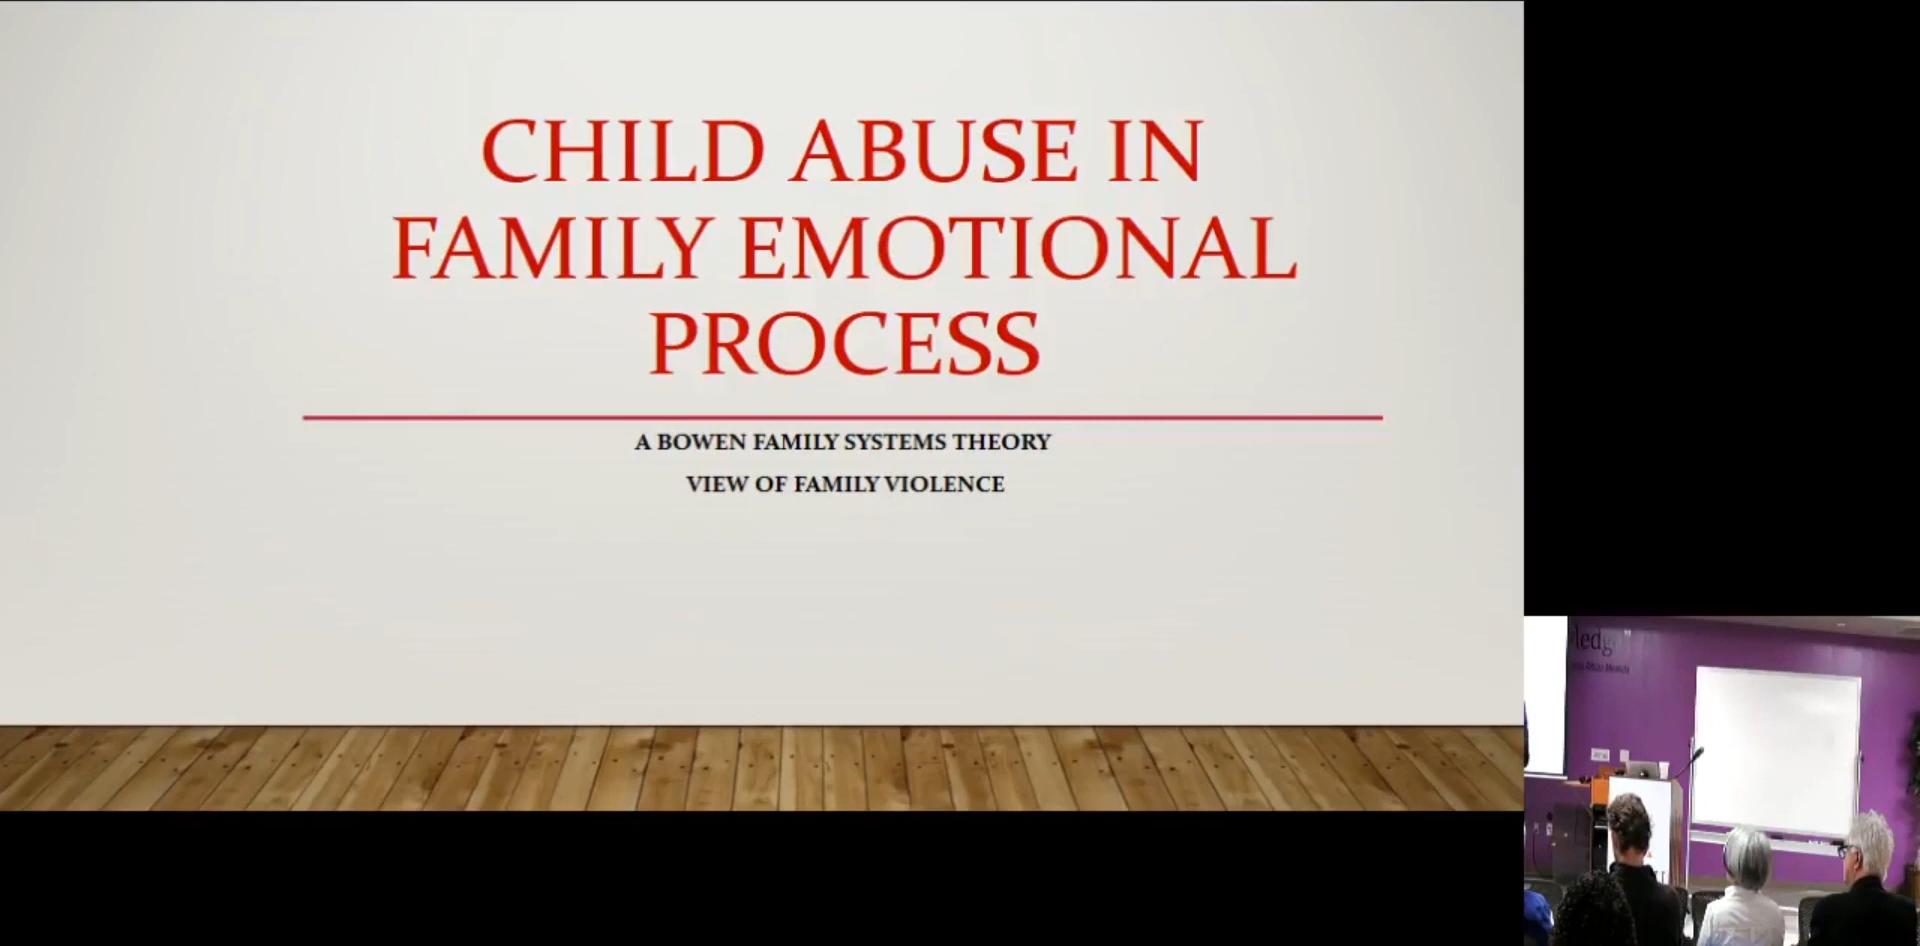 CHILD ABUSE IN
FAMILY EMOTIONAL
PROCESS
A BOWEN FAMILY SYSTEMS THEORY
VIEW OF FAMILY VIOLENCE